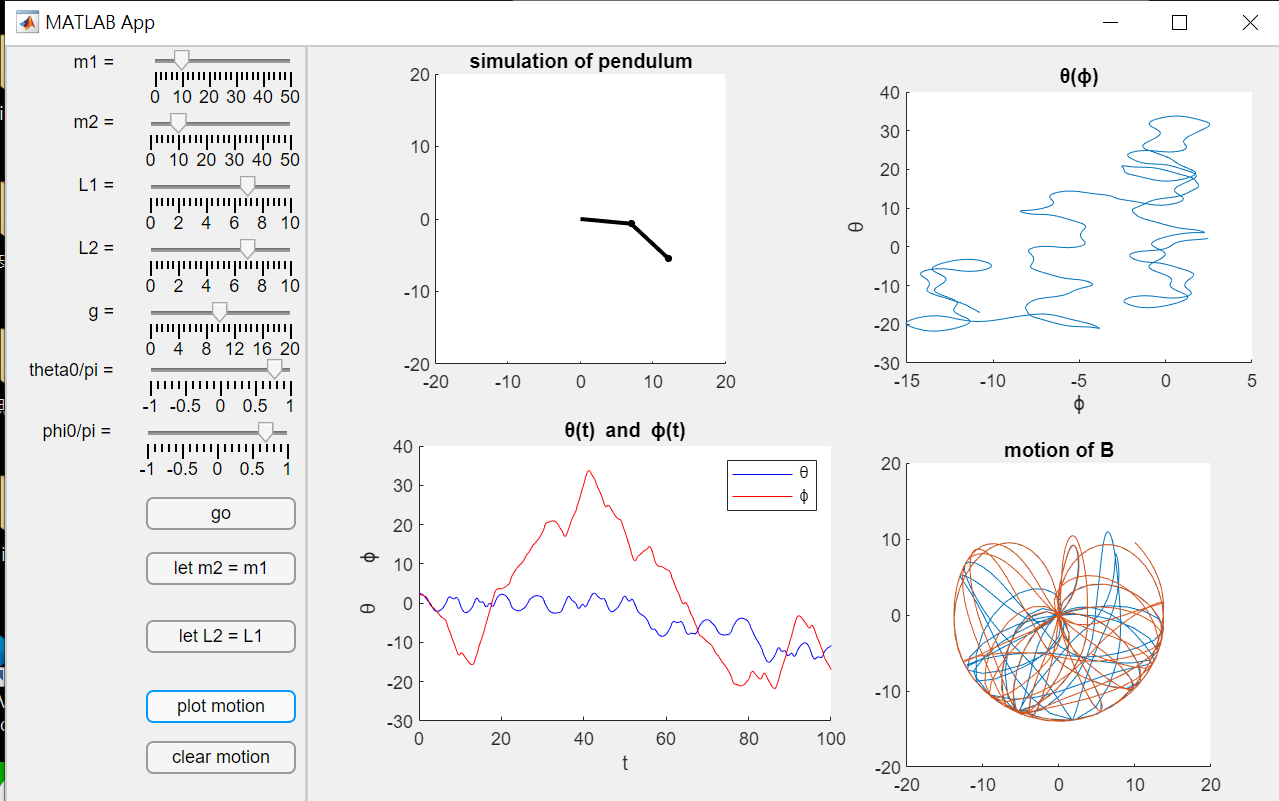 MATLAB App
m1 =
0 10 20 30 40 50
m2 =
0 10 20 30 40 50
L1 =
0 2 4 6 8 10
L2 =
0 2 4 6 8 10
g =
0 4 8 12 16 20
theta0/pi =
-1 -0.5 0 0.5 1
phi0/pi =
-1 -0.5 0 0.5 1
go
let m2 = m1
let L2 = L1
plot motion
clear motion
simulation of pendulum
20
10
0
-10
-20
-20 -10 0 10 20
θ(ϕ)
40
30
20
10
0
-10
-20
-30
θ
-15 -10 -5 0 5
ϕ
θ(t) and ϕ(t)
40
30
20
10
0
-10
-20
-30
θ ϕ
θ
ϕ
0 20 40 60 80 100
t
motion of B
20
10
0
-10
-20
-20 -10 0 10 20